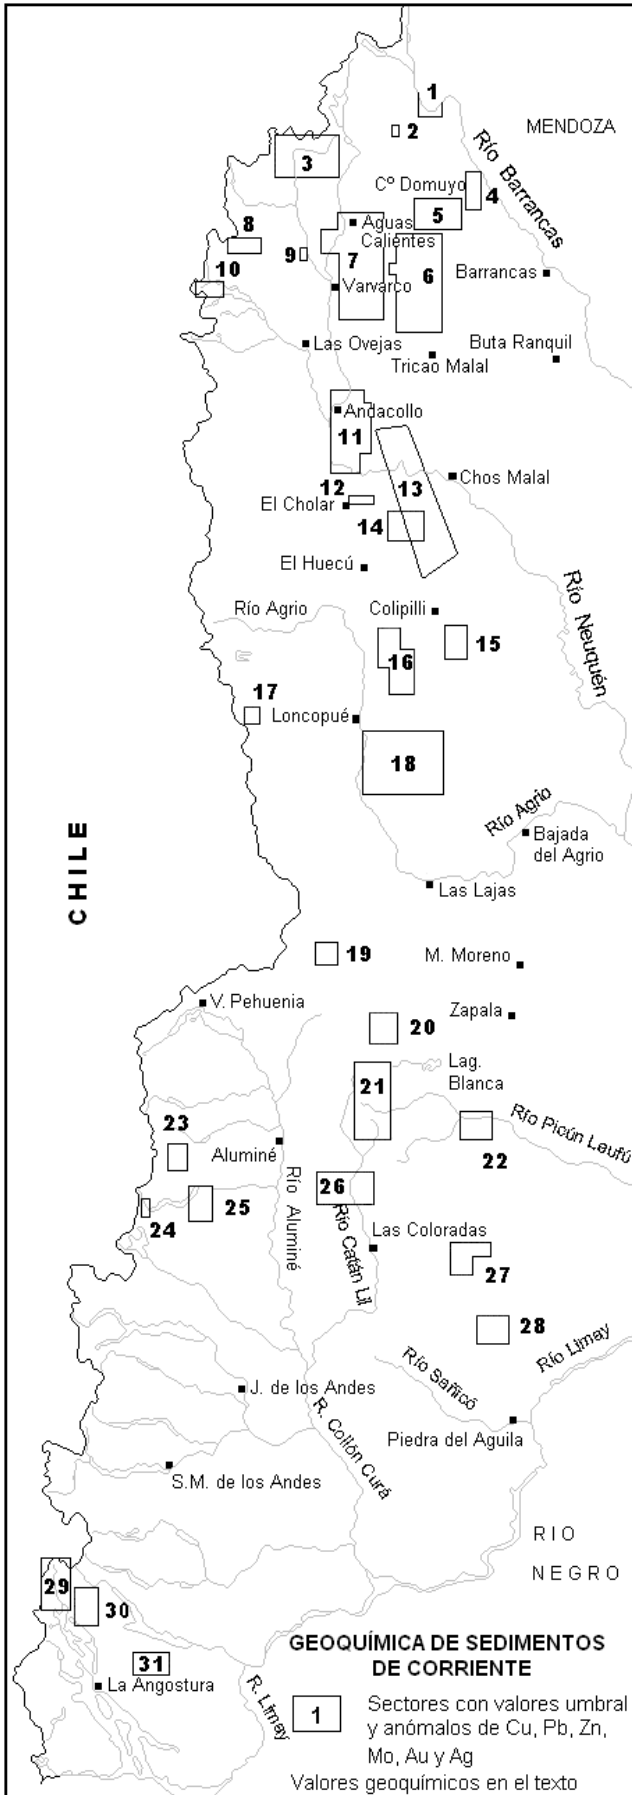 1
MENDOZA
2
Río Barrancas
3
Cº Domuyo
4
5
8
Aguas
Calientes
9
7
6
10
Barrancas
Varvarco
Las Ovejas
Buta Ranquil
Tricao Malal
Andacollo
11
12
13
Chos Malal
El Cholar
14
El Huecú
Río Neuquén
Río Agrio
Colipilli
15
16
17
Loncopué
18
CHILE
Río Agrio
Bajada
del Agrio
Las Lajas
19
M. Moreno
V. Pehuenia
Zapala
20
Lag.
Blanca
21
23
Río Picún Leufú
Aluminé
22
26
25
24
Río Aluminé
Río Catán Lil
Las Coloradas
27
28
Río Limay
Río Sañicó
J. de los Andes
R. Collón Curá
Piedra del Aguila
S.M. de los Andes
RIO
NEGRO
29
30
31
La Angostura
R. Limay
GEOQUÍMICA DE SEDIMENTOS
DE CORRIENTE
1
Sectores con valores umbral
y anómalos de Cu, Pb, Zn,
Mo, Au y Ag
Valores geoquímicos en el texto